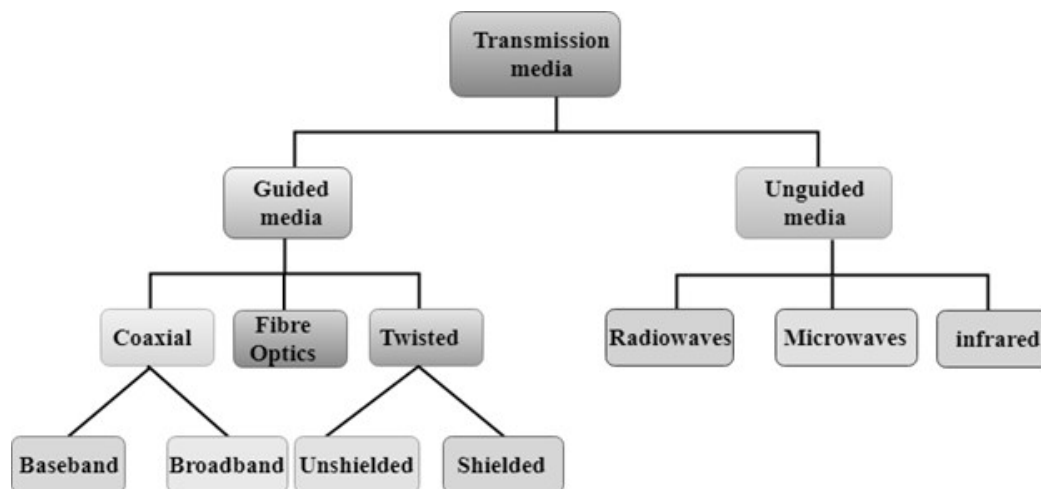 Transmission
media
Guided
media
Unguided
media
Coaxial
Fibre
Optics
Twisted
Radiowaves
Microwaves
infrared
Baseband
Broadband
Unshielded
Shielded